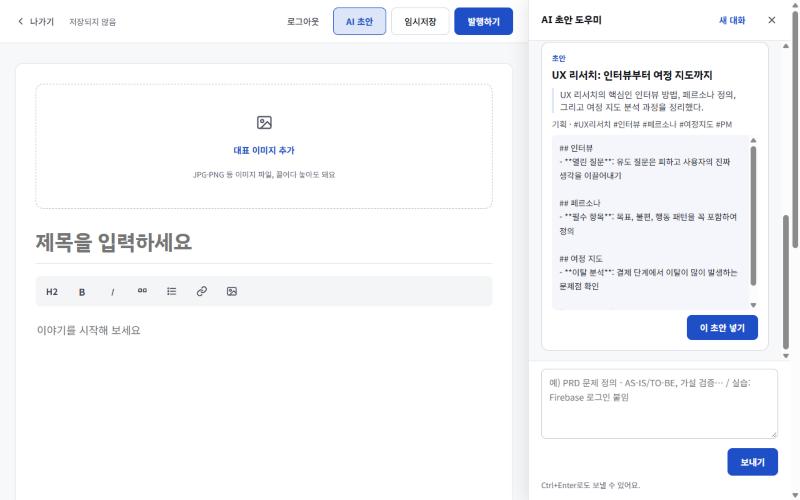 나가기
저장되지 않음
로그아웃
AI 초안
임시저장
발행하기
대표 이미지 추가
JPG·PNG 등 이미지 파일, 끌어다 놓아도 돼요
제목을 입력하세요
H2 B I
이야기를 시작해 보세요
AI 초안 도우미
새 대화
초안
UX 리서치: 인터뷰부터 여정 지도까지
UX 리서치의 핵심인 인터뷰 방법, 페르소나 정의,
그리고 여정 지도 분석 과정을 정리했다.
기획 · #UX리서치 #인터뷰 #페르소나 #여정지도 #PM
## 인터뷰
- **열린 질문**: 유도 질문은 피하고 사용자의 진짜
생각을 이끌어내기
## 페르소나
- **필수 항목**: 목표, 불편, 행동 패턴을 꼭 포함하여
정의
## 여정 지도
- **이탈 분석**: 결제 단계에서 이탈이 많이 발생하는
문제점 확인
이 초안 넣기
예) PRD 문제 정의 - AS-IS/TO-BE, 가설 검증… / 실습:
Firebase 로그인 붙임
보내기
Ctrl+Enter로도 보낼 수 있어요.